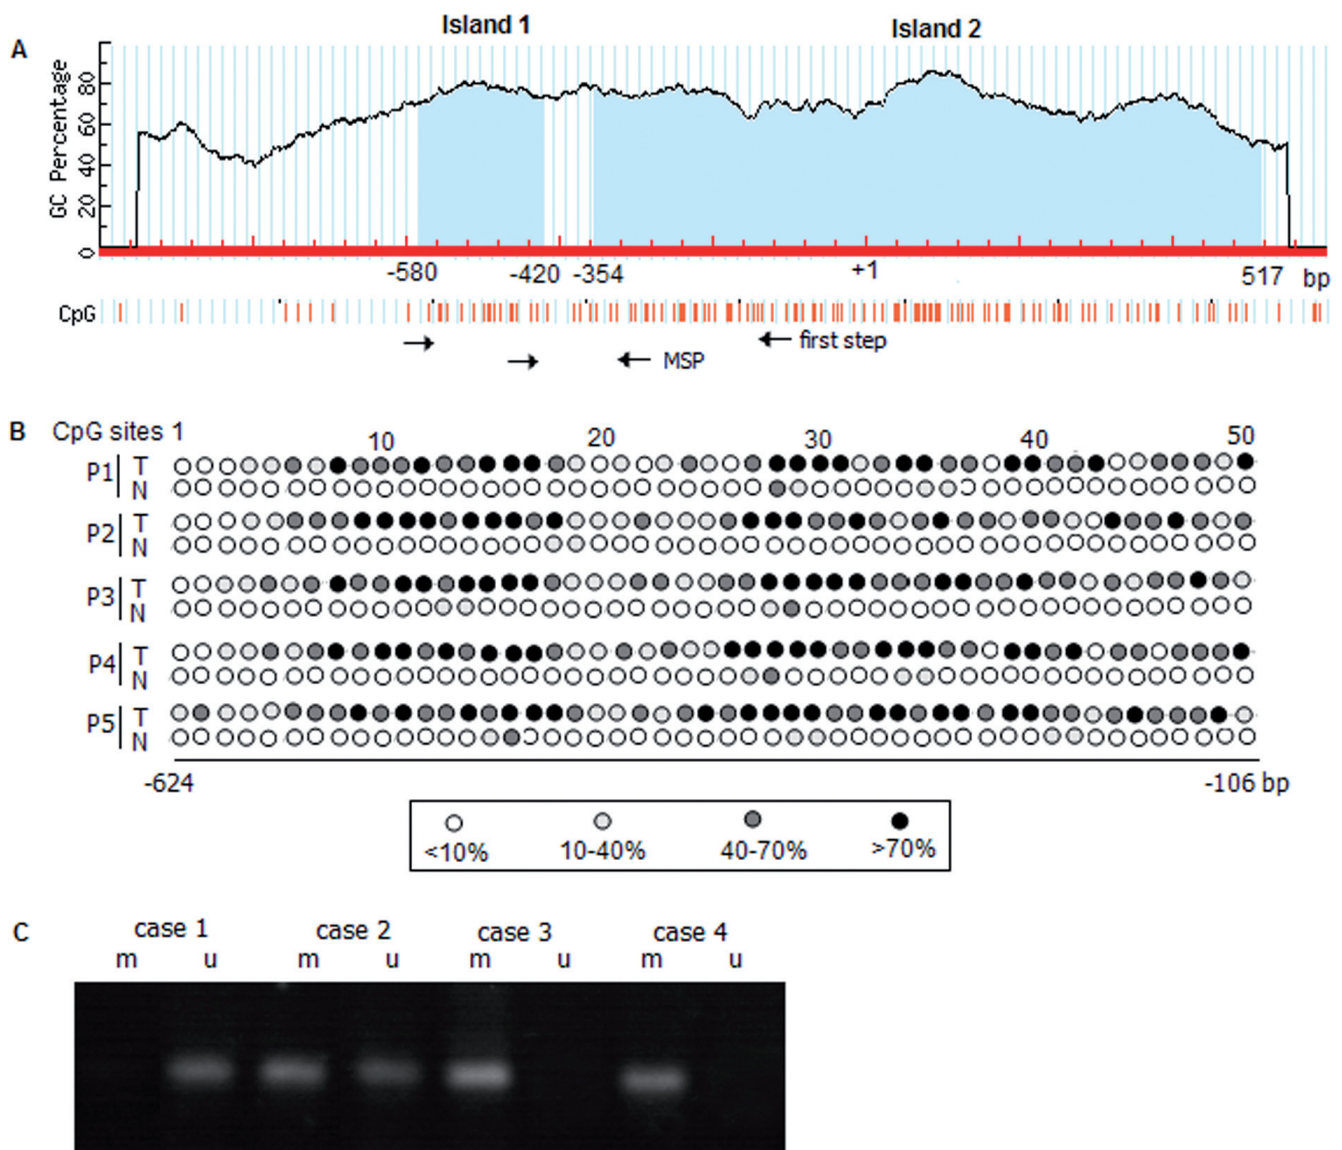 Island 1
Island 2
A
GC Percentage
80
60
40
20
0
-580
-420
-354
+1
517
bp
CpG
first step
MSP
B
CpG sites 1
10
20
30
40
50
P1
T
N
P2
T
N
P3
T
N
P4
T
N
P5
T
N
-624
-106 bp
<10%
10-40%
40-70%
>70%
C
case 1
case 2
case 3
case 4
m
u
m
u
m
u
m
u